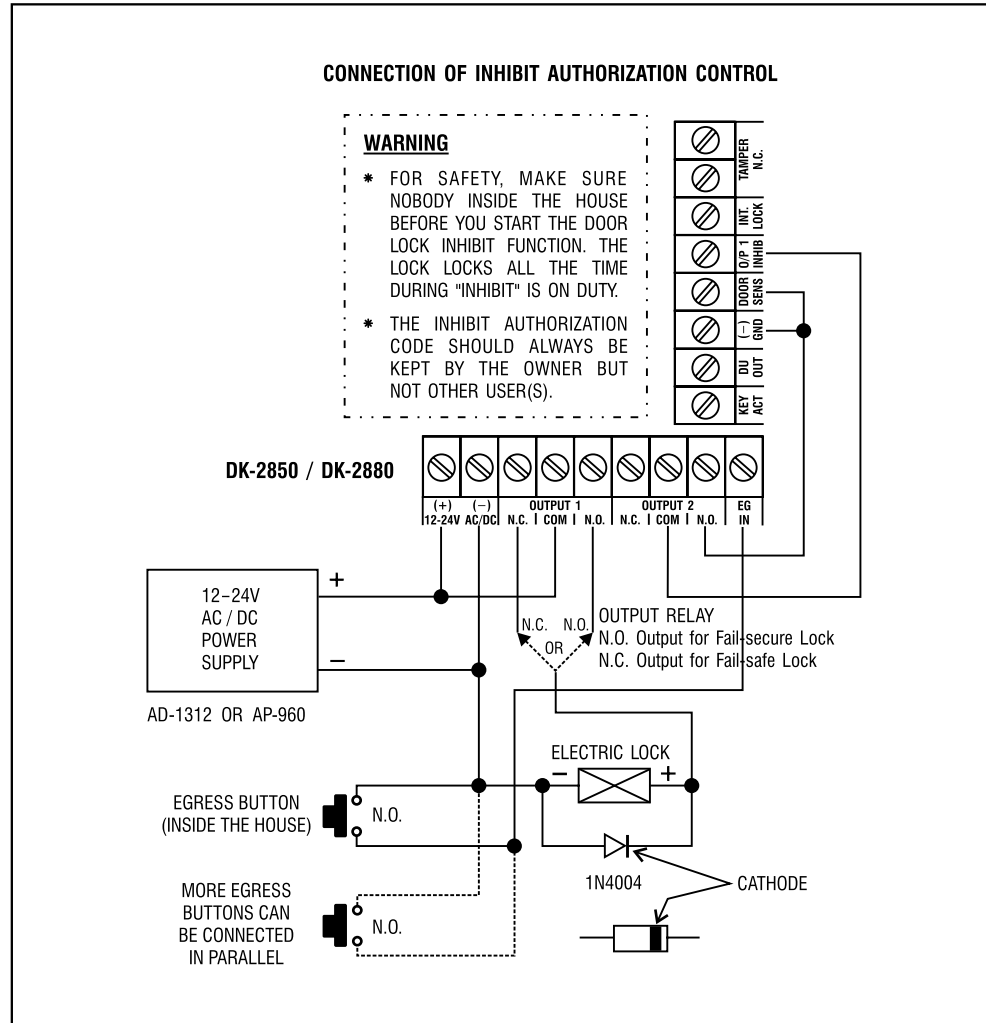 CONNECTION OF INHIBIT AUTHORIZATION CONTROL
WARNING
* FOR SAFETY, MAKE SURE
NOBODY INSIDE THE HOUSE
BEFORE YOU START THE DOOR
LOCK INHIBIT FUNCTION. THE
LOCK LOCKS ALL THE TIME
DURING "INHIBIT" IS ON DUTY.
* THE INHIBIT AUTHORIZATION
CODE SHOULD ALWAYS BE
KEPT BY THE OWNER BUT
NOT OTHER USER(S).
TAMPER
N.C.
INT.
LOCK
O/P 1
INHIB
DOOR
SENS
(–)
GND
DU
OUT
KEY
ACT
DK-2850 / DK-2880
(+)
12-24V
(–)
AC/DC
OUTPUT 1
N.C. | COM | N.O.
OUTPUT 2
N.C. | COM | N.O.
EG
IN
12–24V
AC / DC
POWER
SUPPLY
+
–
AD-1312 OR AP-960
N.C.
N.O.
OR
OUTPUT RELAY
N.O. Output for Fail-secure Lock
N.C. Output for Fail-safe Lock
ELECTRIC LOCK
– +
EGRESS BUTTON
(INSIDE THE HOUSE)
N.O.
1N4004
CATHODE
MORE EGRESS
BUTTONS CAN
BE CONNECTED
IN PARALLEL
N.O.